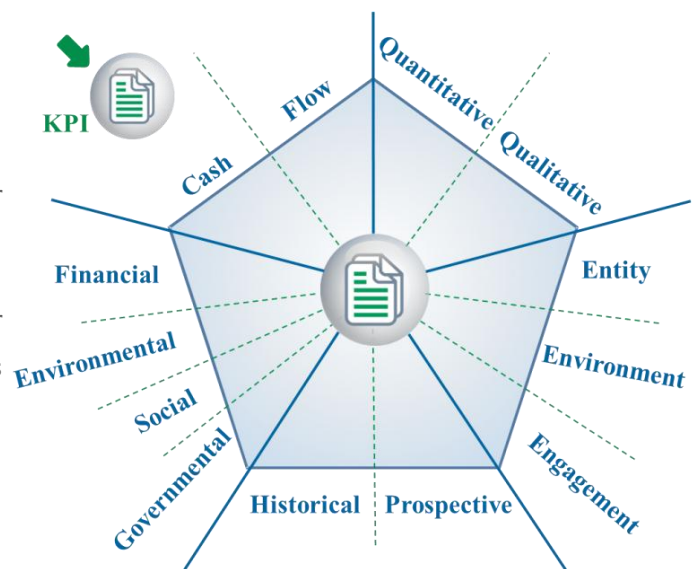 KPI
Cash
Flow
Quantitative
Qualitative
Financial
Entity
Environmental
Environment
Social
Governmental
Engagement
Historical
Prospective